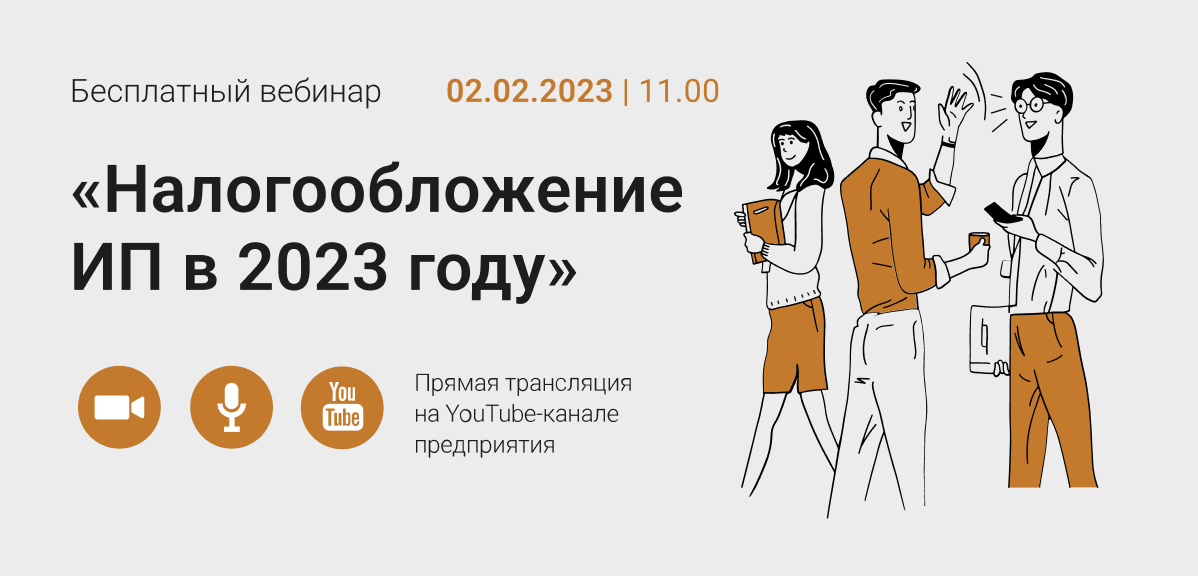 Бесплатный вебинар
02.02.2023 | 11.00
«Налогообложение
ИП в 2023 году»
You
Tube
Прямая трансляция
на YouTube-канале
предприятия